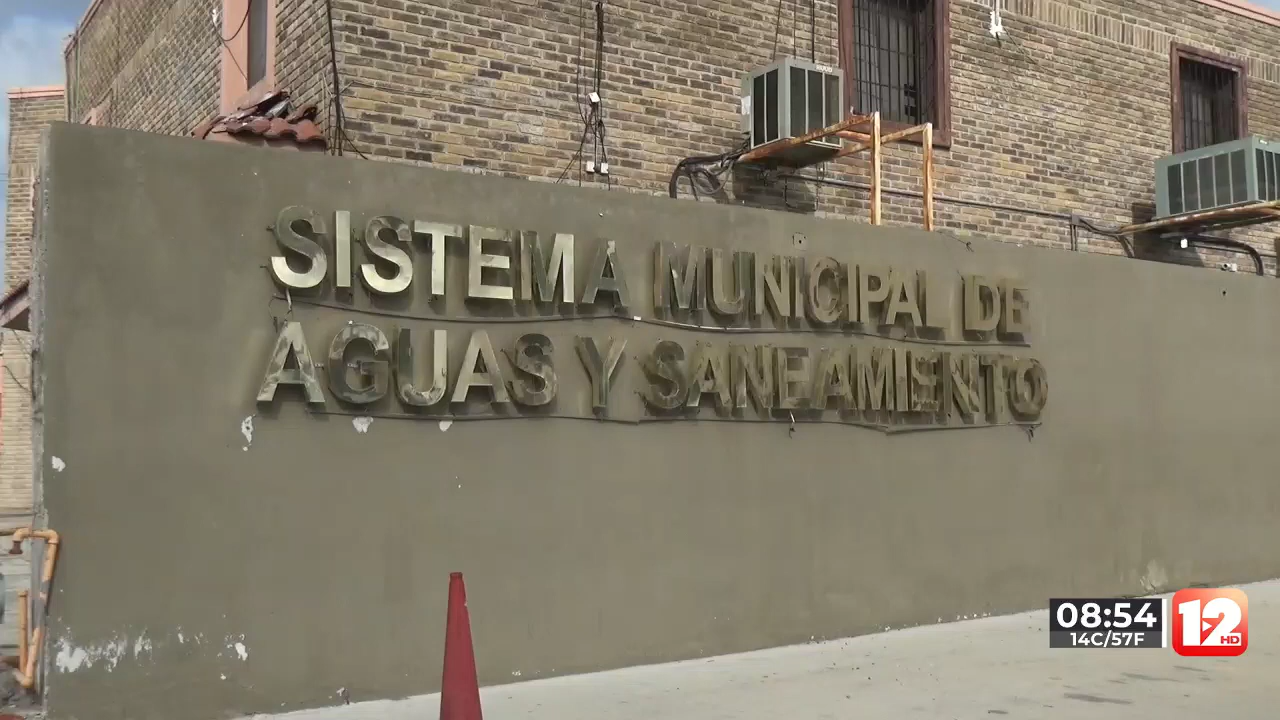 SISTEMA MUNICIPAL DE
AGUAS Y SANEAMIENTO
08:54
14C/57F
12
HD